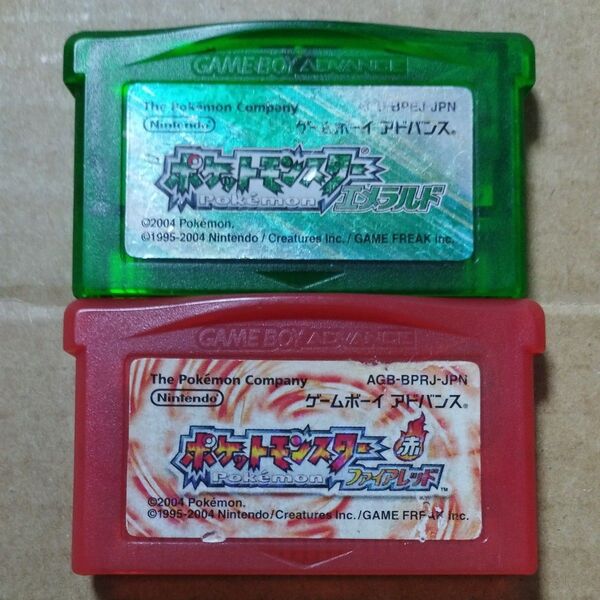 GAME BOY ADVANCE
The Pokémon Company
Nintendo
ゲームボーイ アドバンス®
ポケットモンスター
Pokémon
エメラルド
©2004 Pokémon.
©1995-2004 Nintendo / Creatures Inc. / GAME FREAK inc.
GAME BOY ADVANCE
The Pokémon Company AGB-BPRJ-JPN
Nintendo
ゲームボーイ アドバンス®
ポケットモンスター
赤
Pokémon
ファイアレッド™
©2004 Pokémon.
©1995-2004 Nintendo / Creatures Inc. / GAME FREAK inc.